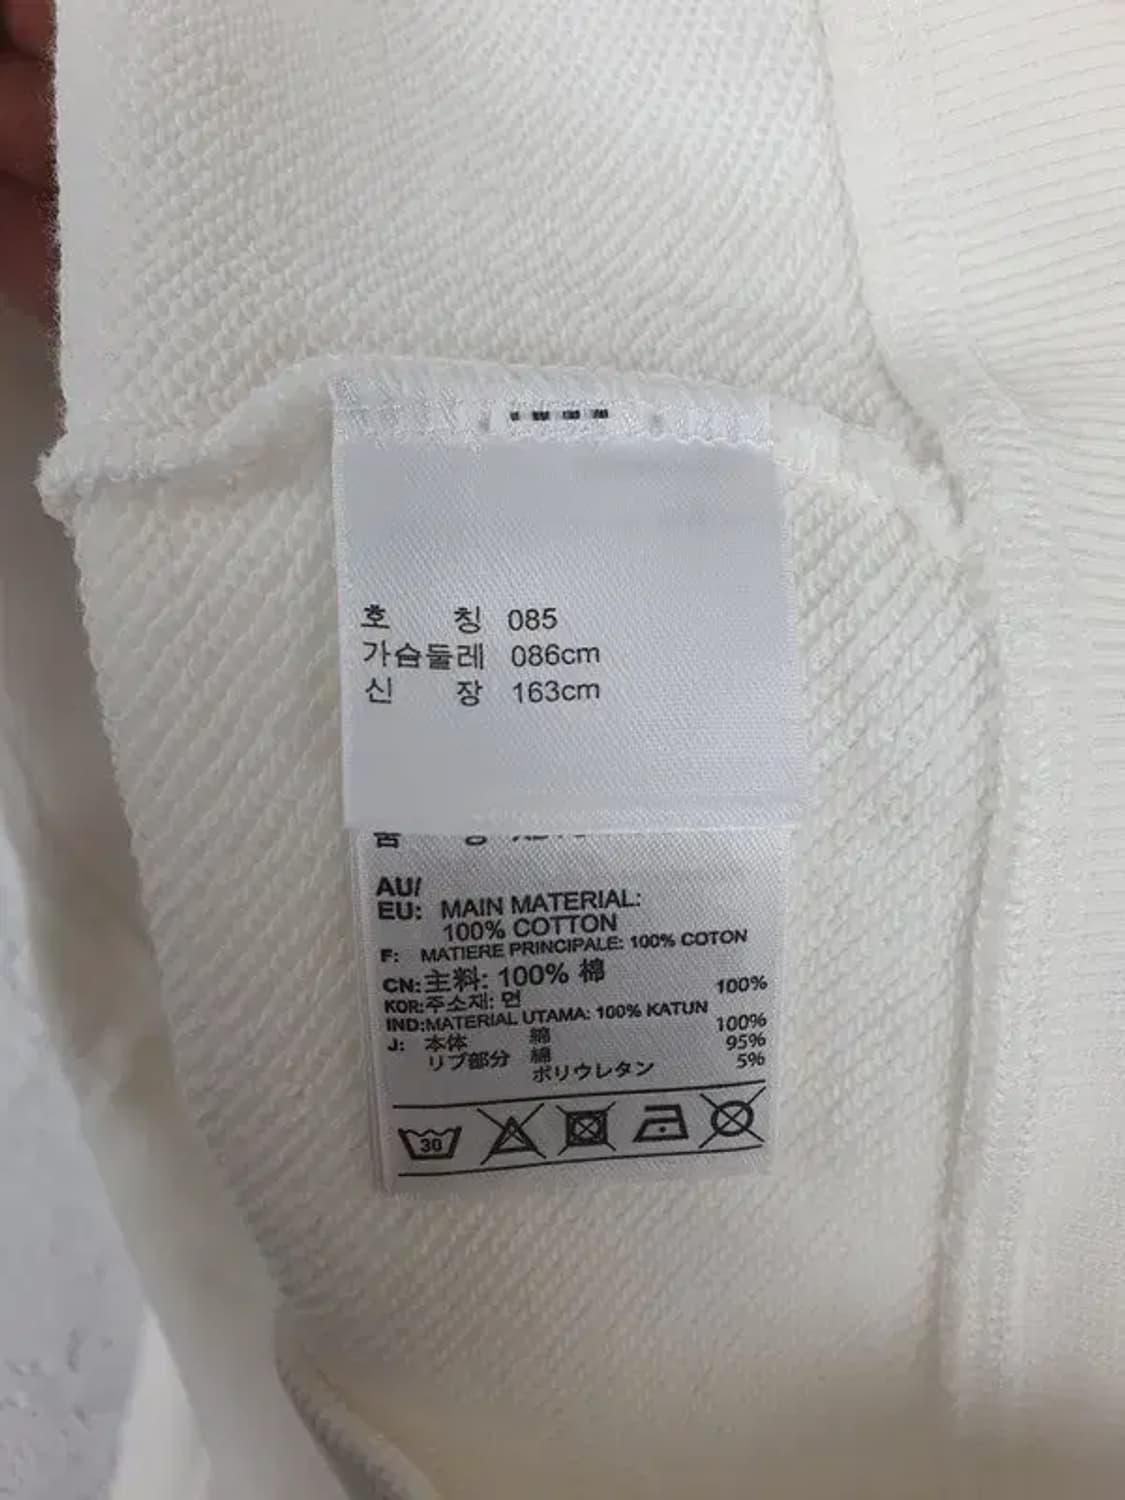 호 칭 085
가슴둘레 086cm
신 장 163cm
AU/
EU: MAIN MATERIAL:
100% COTTON
F: MATIERE PRINCIPALE: 100% COTON
CN:主料: 100% 棉
KOR:주소재: 면 100%
IND:MATERIAL UTAMA: 100% KATUN
J: 本体 綿 100%
リブ部分 綿 95%
ポリウレタン 5%
30